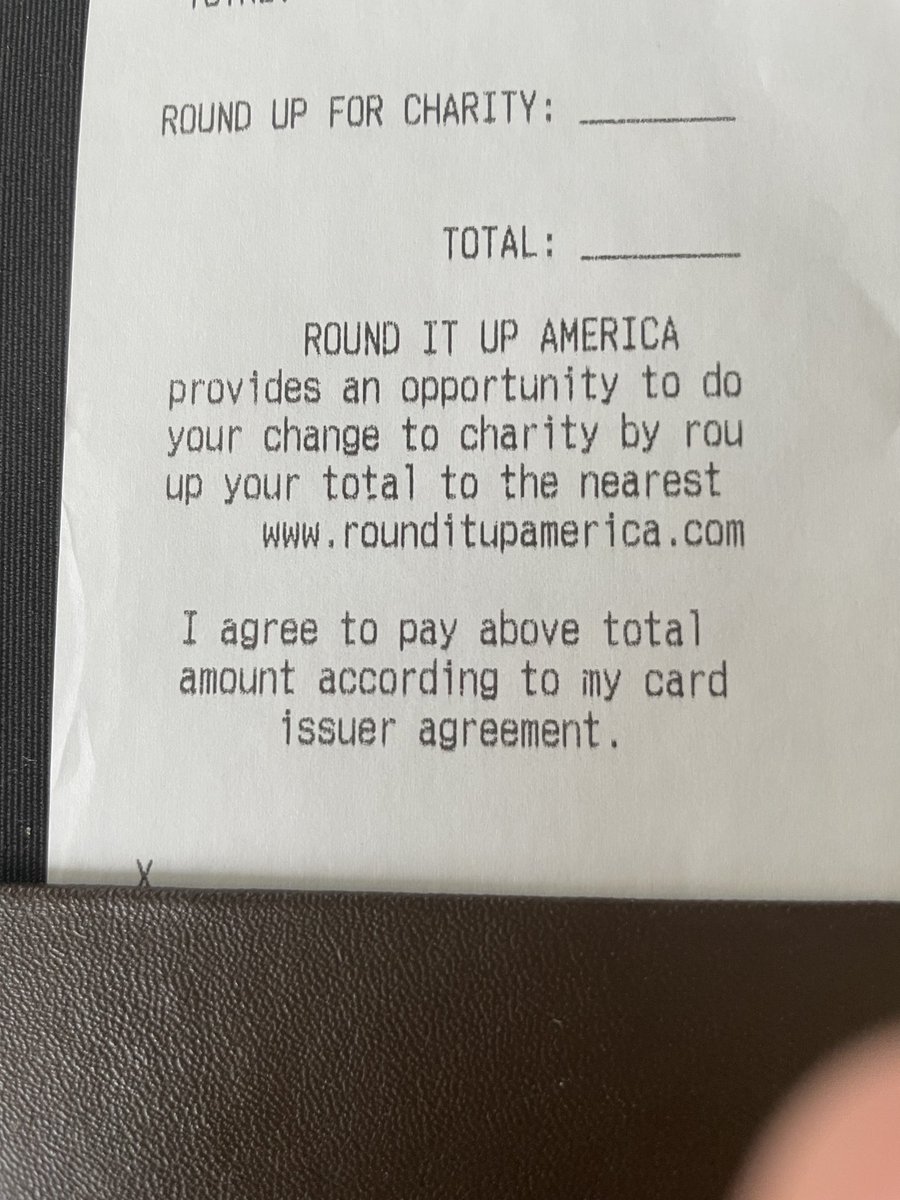 ROUND UP FOR CHARITY: ________
TOTAL: ________
ROUND IT UP AMERICA
provides an opportunity to do
your change to charity by rou
up your total to the nearest
www.rounditupamerica.com
I agree to pay above total
amount according to my card
issuer agreement.
X